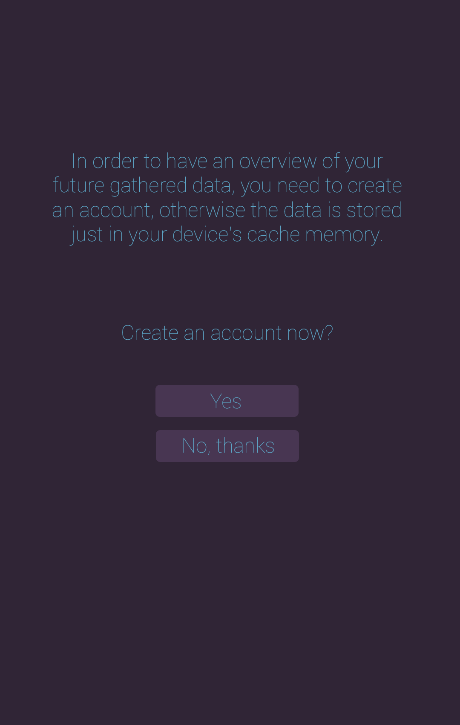 In order to have an overview of your
future gathered data, you need to create
an account, otherwise the data is stored
just in your device's cache memory.
Create an account now?
Yes
No, thanks